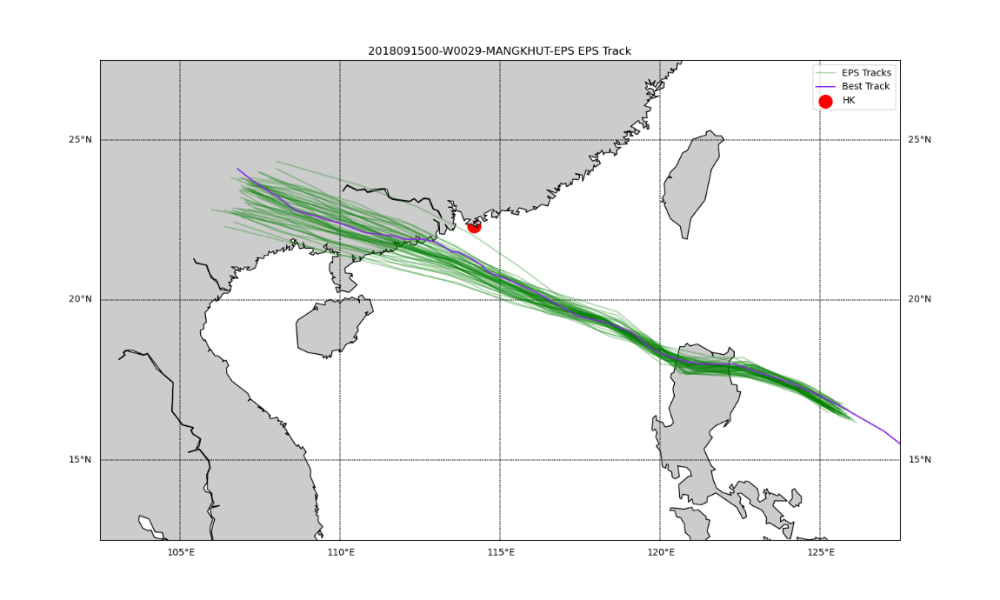 2018091500-W0029-MANGKHUT-EPS EPS Track
EPS Tracks
Best Track
HK
25°N 25°N
20°N 20°N
15°N 15°N
105°E 110°E 115°E 120°E 125°E